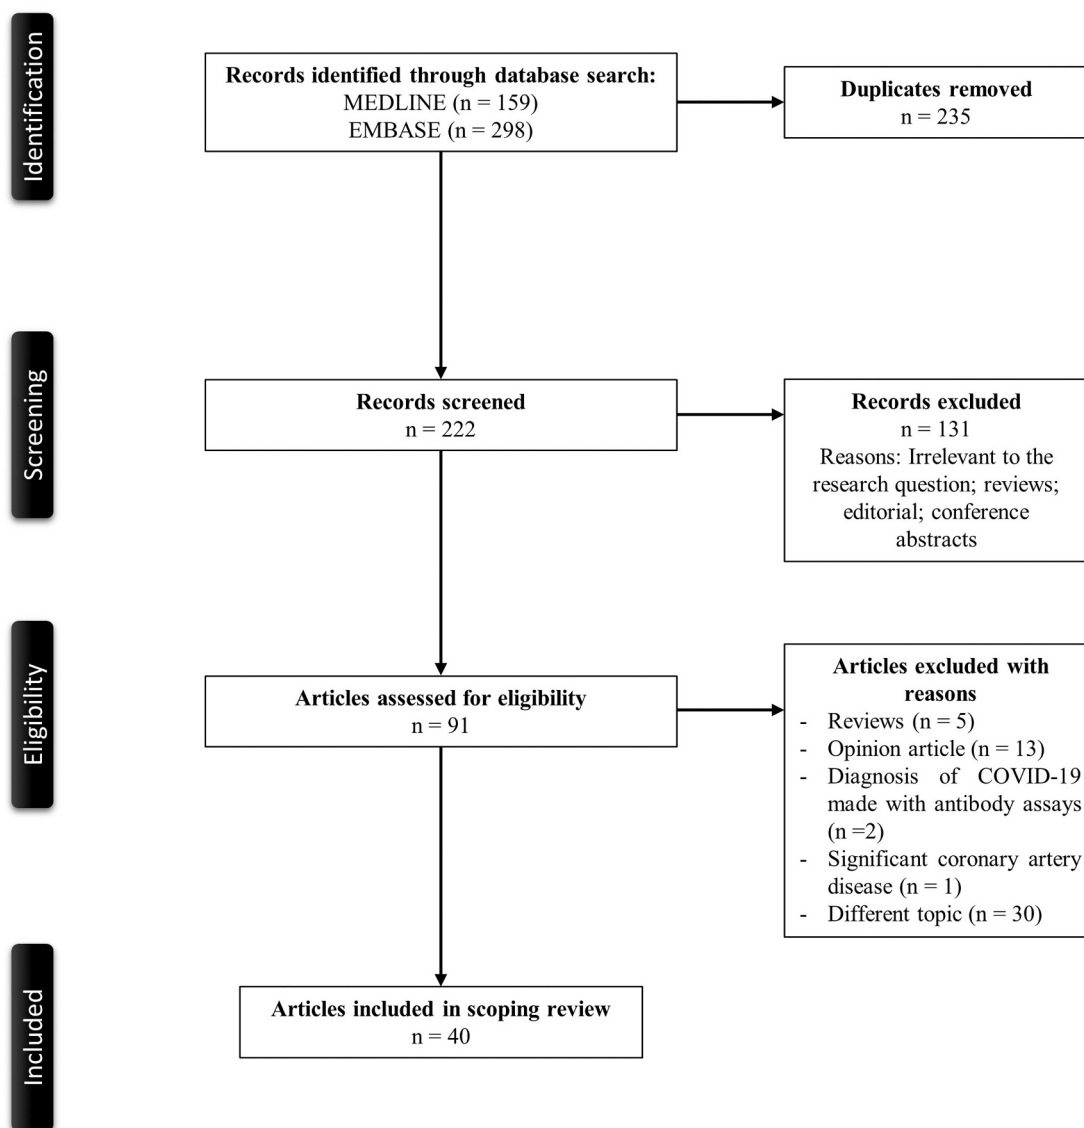 Identification
Records identified through database search:
MEDLINE (n = 159)
EMBASE (n = 298)
Duplicates removed
n = 235
Screening
Records screened
n = 222
Records excluded
n = 131
Reasons: Irrelevant to the
research question; reviews;
editorial; conference
abstracts
Eligibility
Articles assessed for eligibility
n = 91
Articles excluded with
reasons
- Reviews (n = 5)
- Opinion article (n = 13)
- Diagnosis of COVID-19
made with antibody assays
(n =2)
- Significant coronary artery
disease (n = 1)
- Different topic (n = 30)
Included
Articles included in scoping review
n = 40